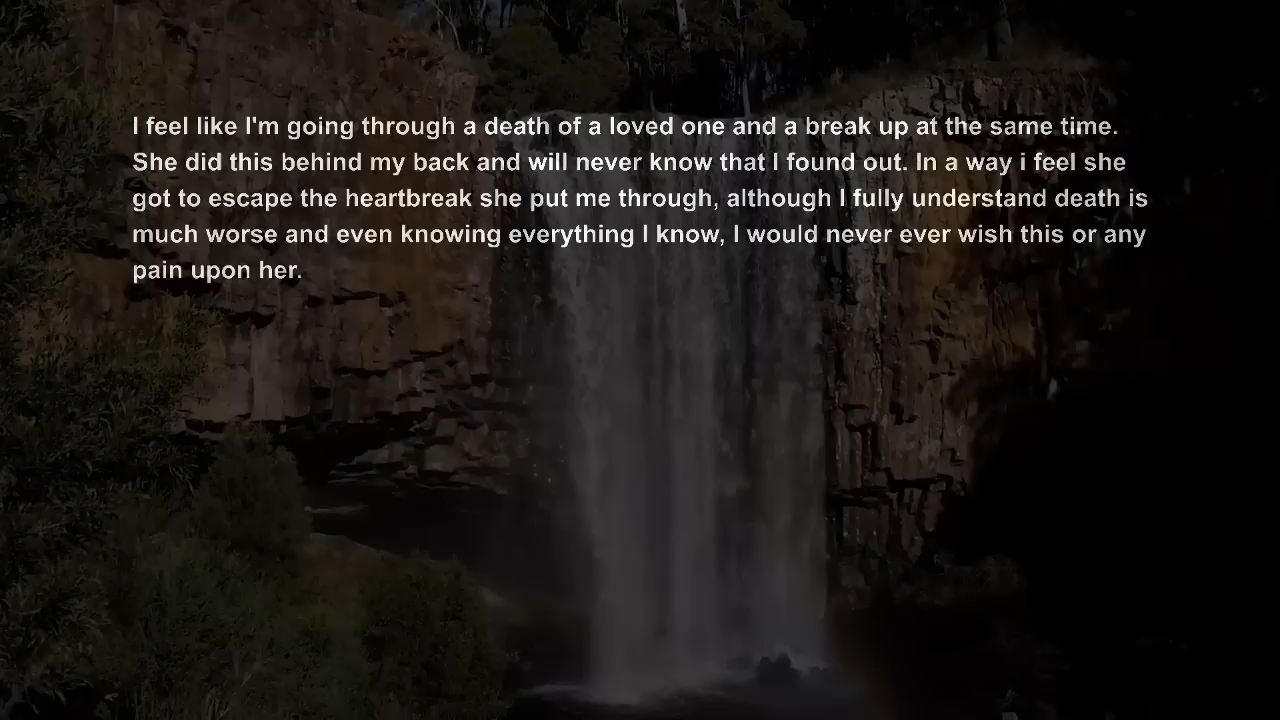 I feel like I'm going through a death of a loved one and a break up at the same time.
She did this behind my back and will never know that I found out. In a way i feel she
got to escape the heartbreak she put me through, although I fully understand death is
much worse and even knowing everything I know, I would never ever wish this or any
pain upon her.